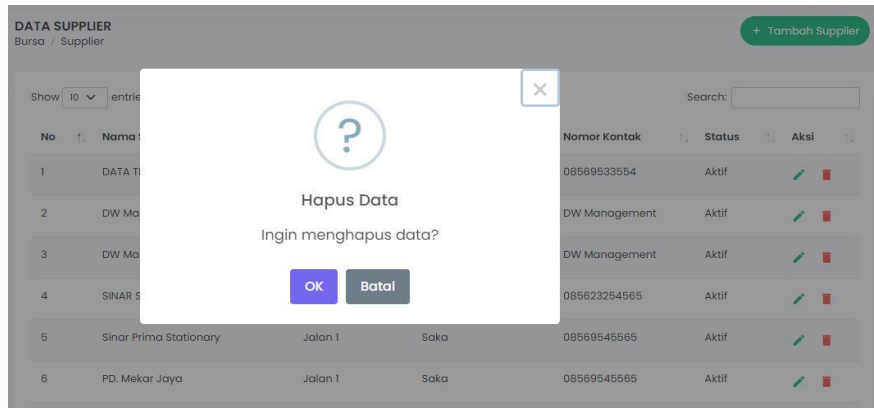 DATA SUPPLIER
Bursa / Supplier
+ Tambah Supplier
Show 10 entrie
Search:
No Nama Nomor Kontak Status Aksi
1 DATA 08569533554 Aktif
2 DW Ma DW Management Aktif
3 DW Ma DW Management Aktif
4 SINAR S 085623254565 Aktif
5 Sinar Prima Stationary Jalan 1 Saka 08569545565 Aktif
6 PD. Mekar Jaya Jalan 1 Saka 08569545565 Aktif
×
?
Hapus Data
Ingin menghapus data?
OK Batal